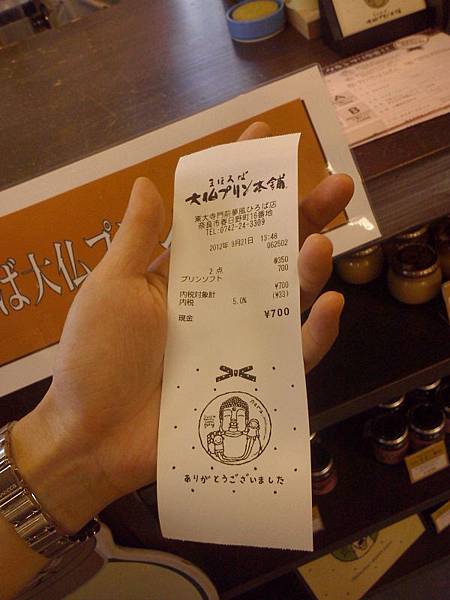 まほろば
大仏プリン本舗
東大寺門前夢風ひろば店
奈良市春日野町16番地
TEL:0742-24-3309
2012年 9月21日 13:48
062502
@350
2点 700
プリンソフト
内税対象計 ¥700
内税 5.0% (¥33)
現金 ¥700
nara
ありがとうございました
ば大仏プ
A
B